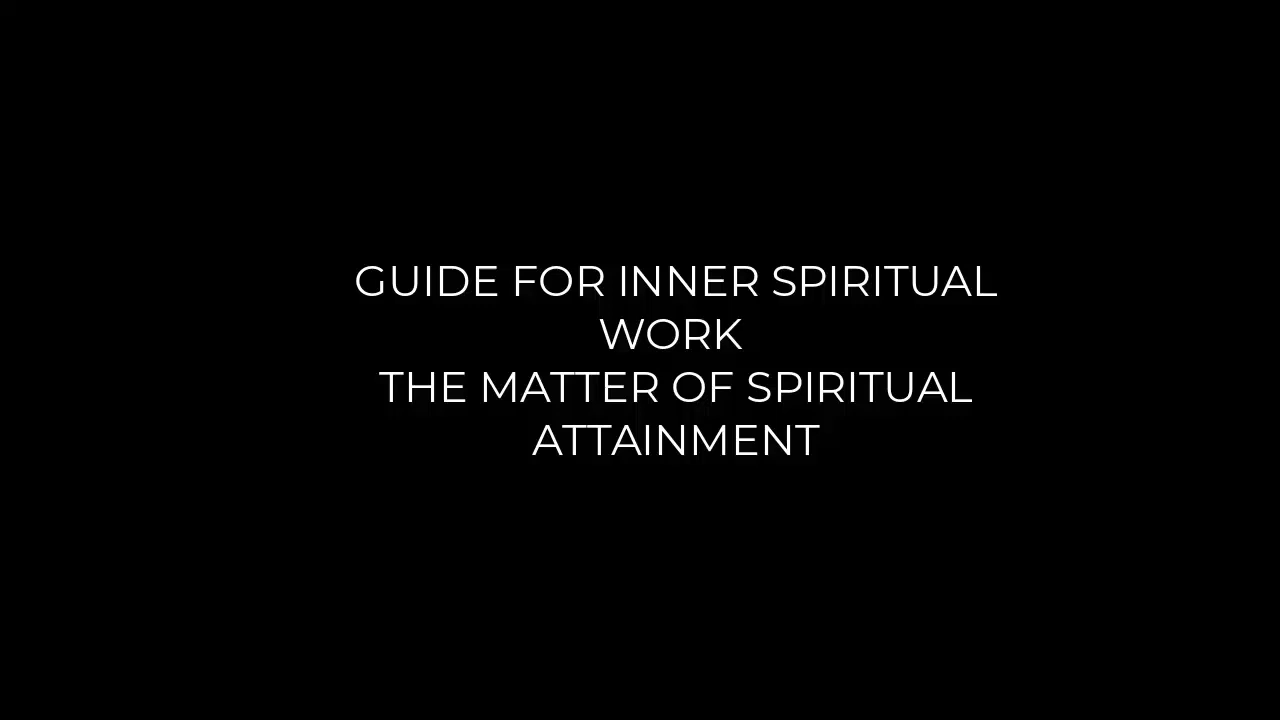 GUIDE FOR INNER SPIRITUAL
WORK
THE MATTER OF SPIRITUAL
ATTAINMENT